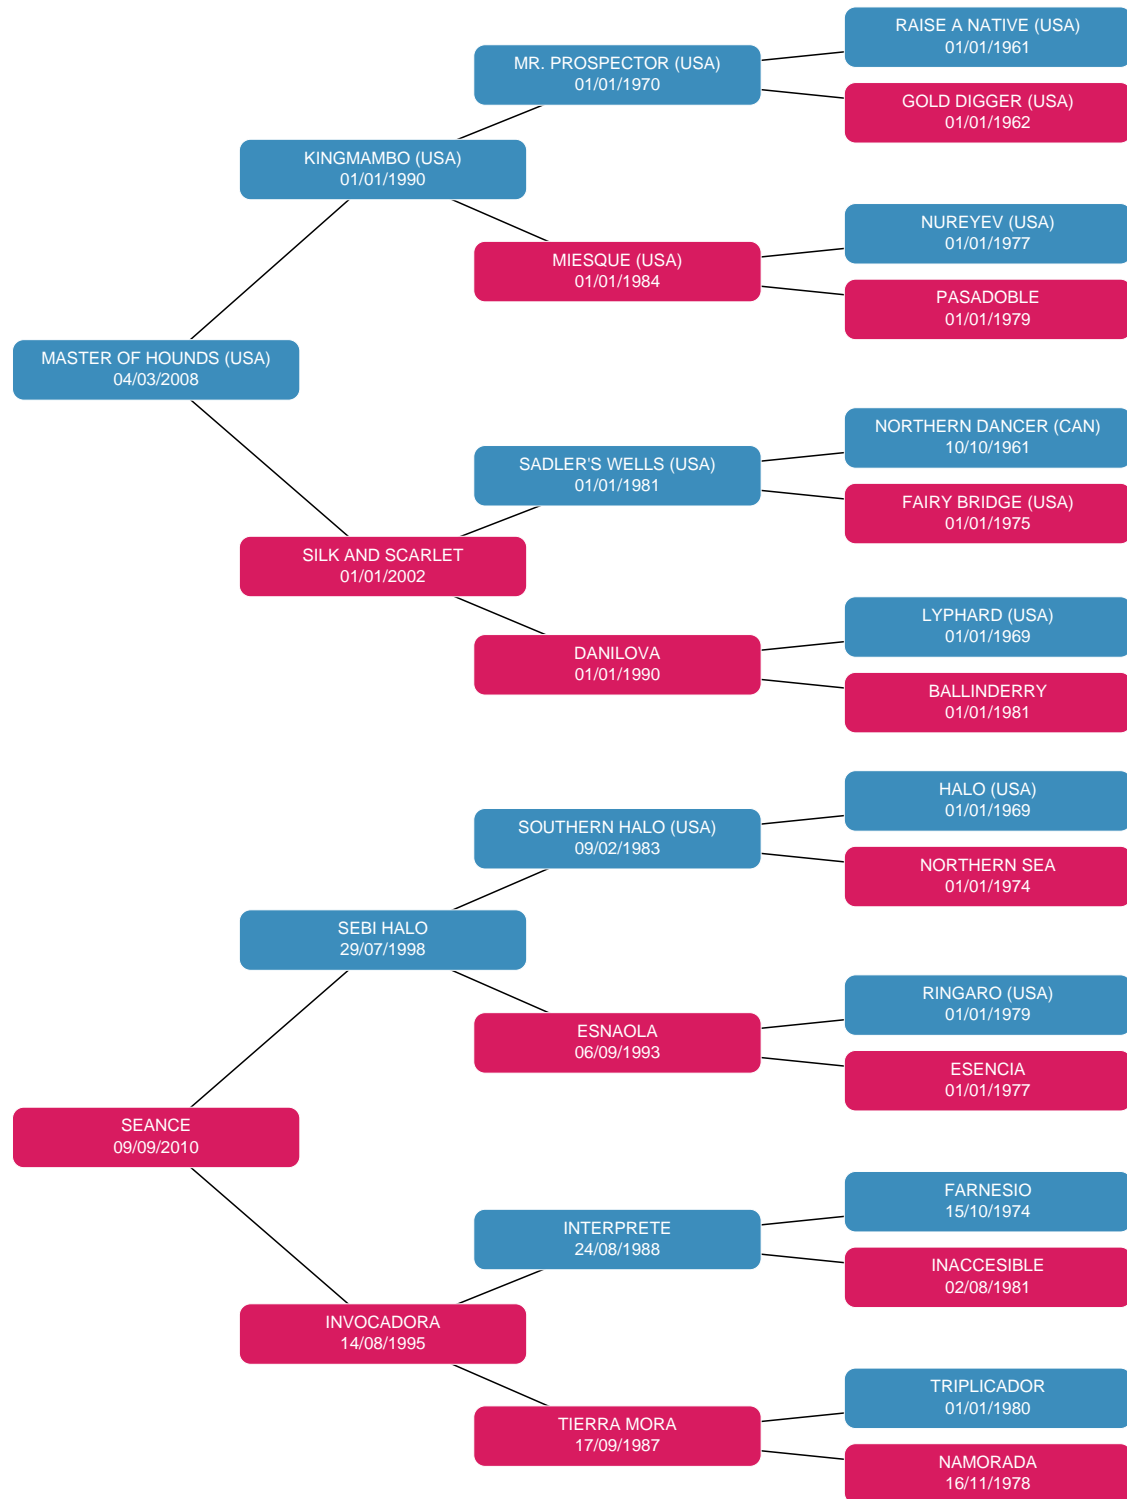 RAISE A NATIVE (USA)
01/01/1961
MR. PROSPECTOR (USA)
01/01/1970
GOLD DIGGER (USA)
01/01/1962
KINGMAMBO (USA)
01/01/1990
NUREYEV (USA)
01/01/1977
MIESQUE (USA)
01/01/1984
PASADOBLE
01/01/1979
MASTER OF HOUNDS (USA)
04/03/2008
NORTHERN DANCER (CAN)
10/10/1961
SADLER'S WELLS (USA)
01/01/1981
FAIRY BRIDGE (USA)
01/01/1975
SILK AND SCARLET
01/01/2002
LYPHARD (USA)
01/01/1969
DANILOVA
01/01/1990
BALLINDERRY
01/01/1981
HALO (USA)
01/01/1969
SOUTHERN HALO (USA)
09/02/1983
NORTHERN SEA
01/01/1974
SEBI HALO
29/07/1998
RINGARO (USA)
01/01/1979
ESNAOLA
06/09/1993
ESENCIA
01/01/1977
SEANCE
09/09/2010
FARNESIO
15/10/1974
INTERPRETE
24/08/1988
INACCESIBLE
02/08/1981
INVOCADORA
14/08/1995
TRIPLICADOR
01/01/1980
TIERRA MORA
17/09/1987
NAMORADA
16/11/1978